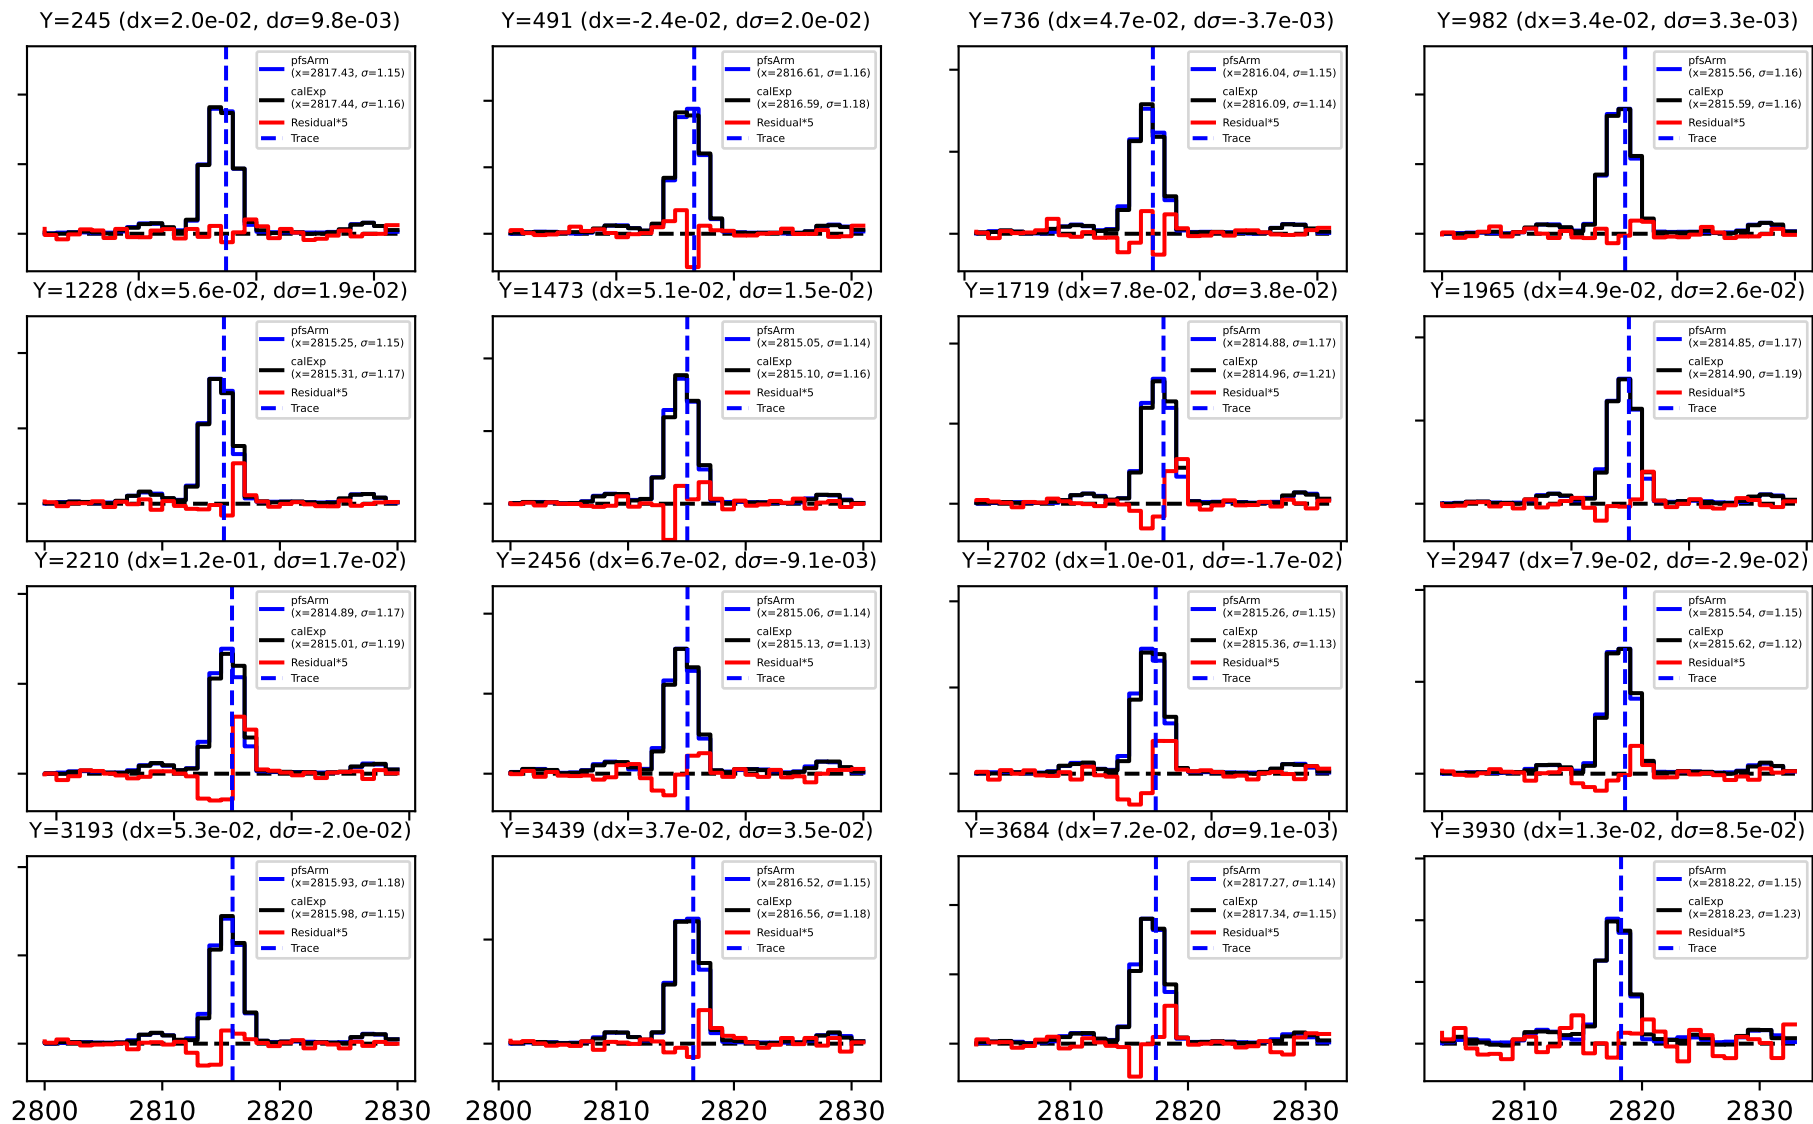 Y=245 (dx=2.0e-02, dσ=9.8e-03)
pfsArm
(x=2817.43, σ=1.15)
calExp
(x=2817.44, σ=1.16)
Residual*5
Trace
Y=491 (dx=-2.4e-02, dσ=2.0e-02)
pfsArm
(x=2816.61, σ=1.16)
calExp
(x=2816.59, σ=1.18)
Residual*5
Trace
Y=736 (dx=4.7e-02, dσ=-3.7e-03)
pfsArm
(x=2816.04, σ=1.15)
calExp
(x=2816.09, σ=1.14)
Residual*5
Trace
Y=982 (dx=3.4e-02, dσ=3.3e-03)
pfsArm
(x=2815.56, σ=1.16)
calExp
(x=2815.59, σ=1.16)
Residual*5
Trace
Y=1228 (dx=5.6e-02, dσ=1.9e-02)
pfsArm
(x=2815.25, σ=1.15)
calExp
(x=2815.31, σ=1.17)
Residual*5
Trace
Y=1473 (dx=5.1e-02, dσ=1.5e-02)
pfsArm
(x=2815.05, σ=1.14)
calExp
(x=2815.10, σ=1.16)
Residual*5
Trace
Y=1719 (dx=7.8e-02, dσ=3.8e-02)
pfsArm
(x=2814.88, σ=1.17)
calExp
(x=2814.96, σ=1.21)
Residual*5
Trace
Y=1965 (dx=4.9e-02, dσ=2.6e-02)
pfsArm
(x=2814.85, σ=1.17)
calExp
(x=2814.90, σ=1.19)
Residual*5
Trace
Y=2210 (dx=1.2e-01, dσ=1.7e-02)
pfsArm
(x=2814.89, σ=1.17)
calExp
(x=2815.01, σ=1.19)
Residual*5
Trace
Y=2456 (dx=6.7e-02, dσ=-9.1e-03)
pfsArm
(x=2815.06, σ=1.14)
calExp
(x=2815.13, σ=1.13)
Residual*5
Trace
Y=2702 (dx=1.0e-01, dσ=-1.7e-02)
pfsArm
(x=2815.26, σ=1.15)
calExp
(x=2815.36, σ=1.13)
Residual*5
Trace
Y=2947 (dx=7.9e-02, dσ=-2.9e-02)
pfsArm
(x=2815.54, σ=1.15)
calExp
(x=2815.62, σ=1.12)
Residual*5
Trace
Y=3193 (dx=5.3e-02, dσ=-2.0e-02)
pfsArm
(x=2815.93, σ=1.18)
calExp
(x=2815.98, σ=1.15)
Residual*5
Trace
Y=3439 (dx=3.7e-02, dσ=3.5e-02)
pfsArm
(x=2816.52, σ=1.15)
calExp
(x=2816.56, σ=1.18)
Residual*5
Trace
Y=3684 (dx=7.2e-02, dσ=9.1e-03)
pfsArm
(x=2817.27, σ=1.14)
calExp
(x=2817.34, σ=1.15)
Residual*5
Trace
Y=3930 (dx=1.3e-02, dσ=8.5e-02)
pfsArm
(x=2818.22, σ=1.15)
calExp
(x=2818.23, σ=1.23)
Residual*5
Trace
2800 2810 2820 2830
2800 2810 2820 2830
2810 2820 2830
2810 2820 2830